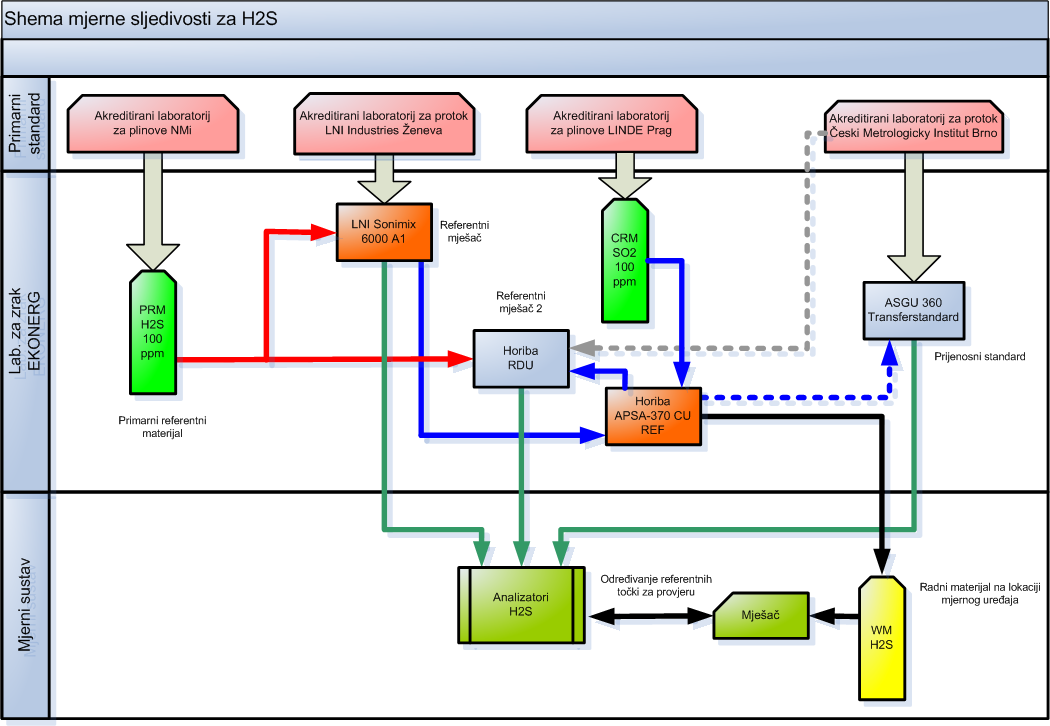 Shema mjerne sljedivosti za H2S
Primarni
standard
Akreditirani laboratorij
za plinove NMi
Akreditirani laboratorij za protok
LNI Industries Ženeva
Akreditirani laboratorij
za plinove LINDE Prag
Akreditirani laboratorij za protok
Česki Metrologicky Institut Brno
Lab. za zrak
EKONERG
LNI Sonimix
6000 A1
Referentni
mješač
CRM
SO2
100
ppm
PRM
H2S
100
ppm
Referentni
mješač 2
ASGU 360
Transferstandard
Horiba
RDU
Prijenosni standard
Horiba
APSA-370 CU
REF
Primarni referentni
materijal
Mjerni sustav
Analizatori
H2S
Određivanje referentnih
točki za provjeru
Mješač
WM
H2S
Radni materijal na lokaciji
mjernog uređaja